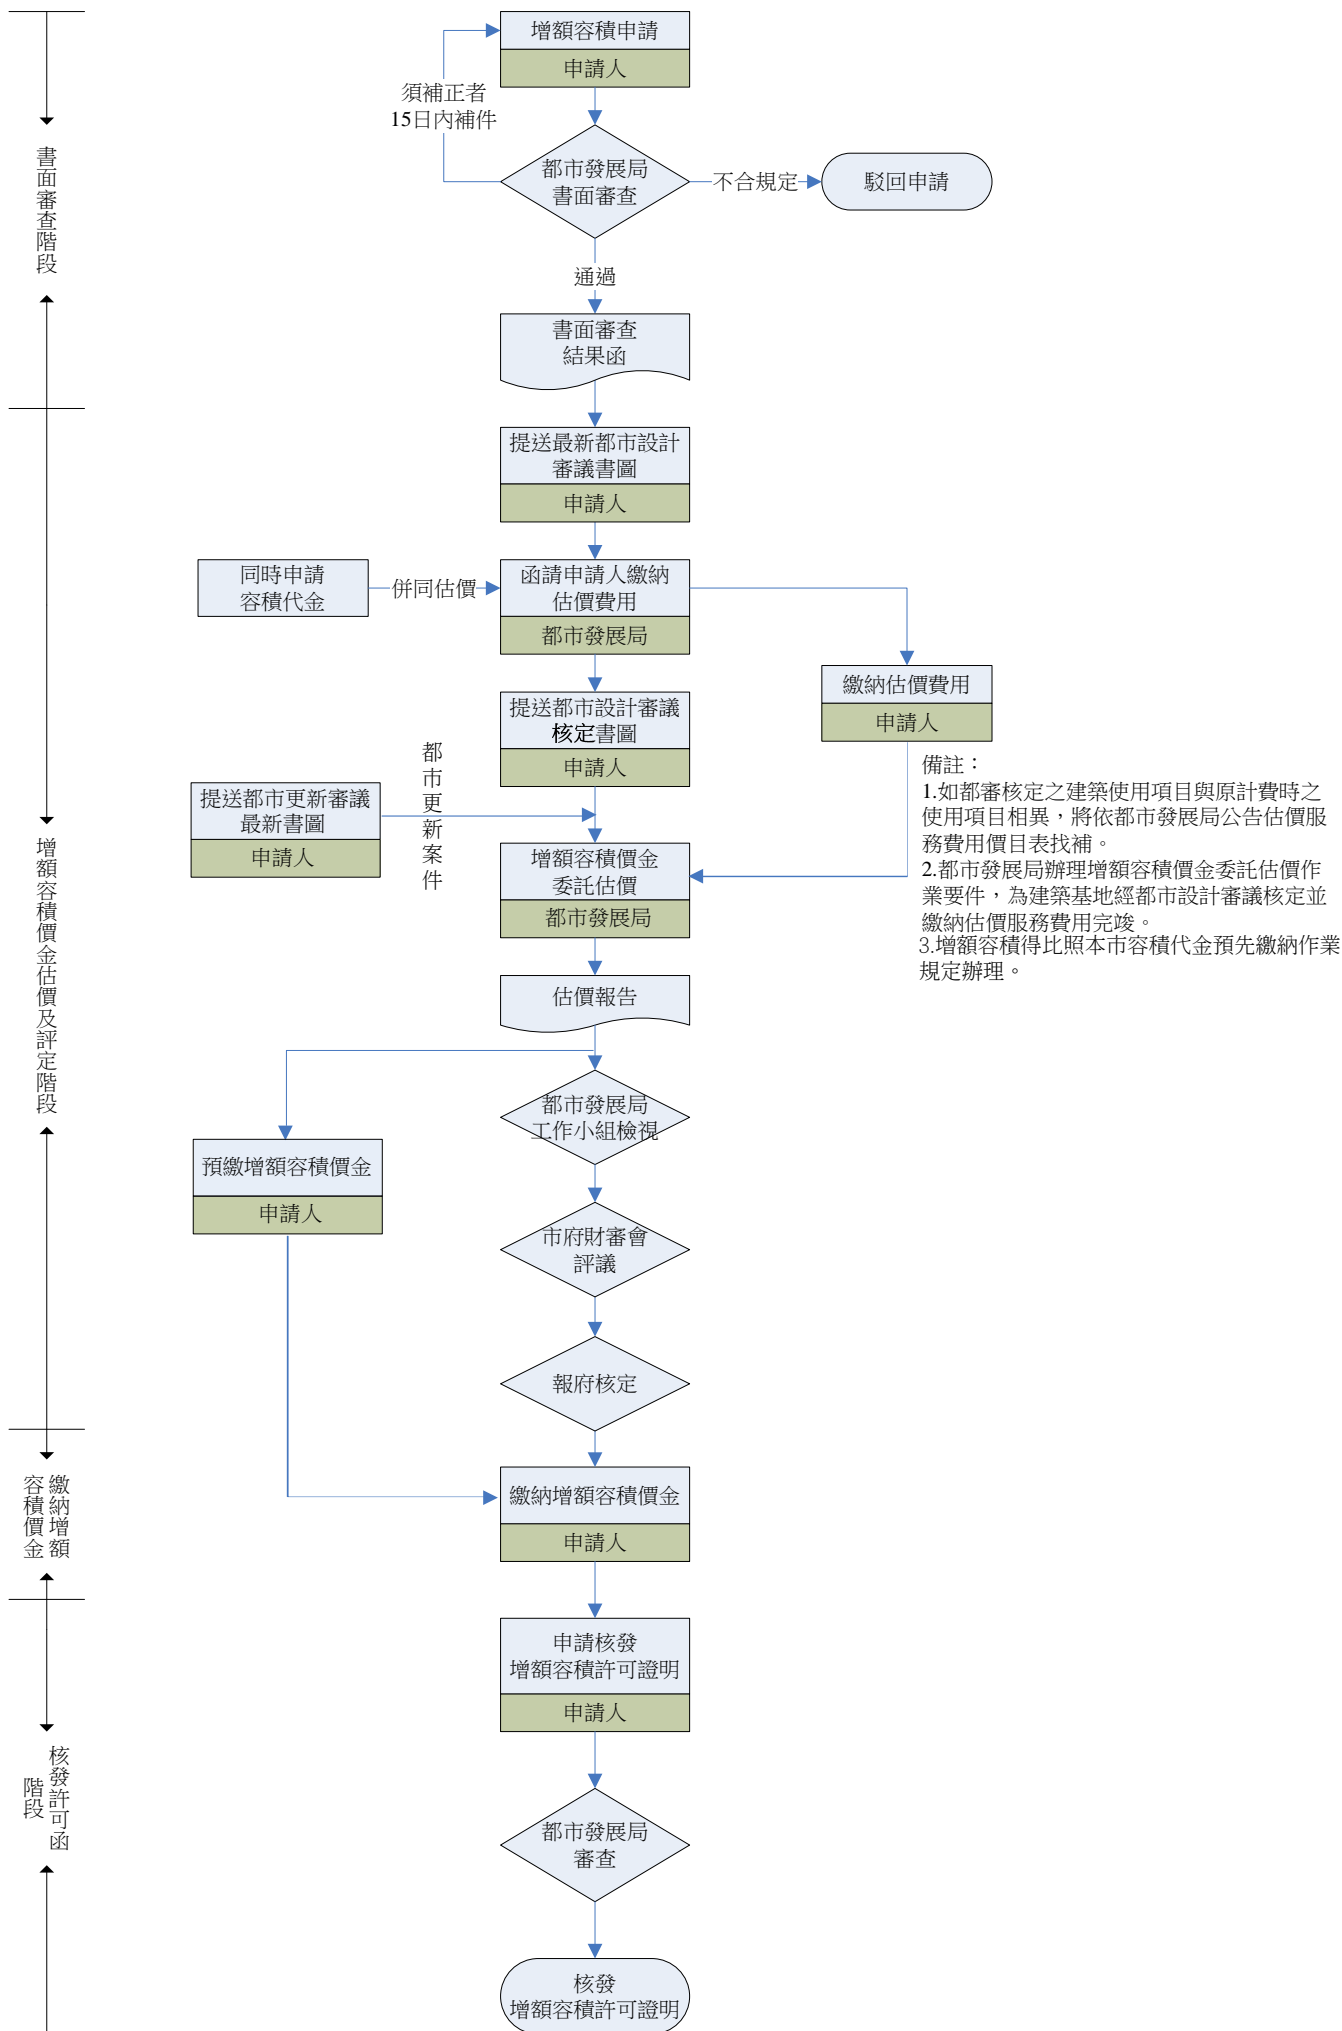 增額容積申請
申請人
須補正者
15日內補件
都市發展局
書面審查
不合規定
駁回申請
書面審查階段
通過
書面審查
結果函
提送最新都市設計
審議書圖
申請人
同時申請
容積代金
併同估價
函請申請人繳納
估價費用
都市發展局
繳納估價費用
申請人
提送都市設計審議
核定書圖
申請人
都市更新案件
提送都市更新審議
最新書圖
申請人
備註：
1.如都審核定之建築使用項目與原計費時之
使用項目相異，將依都市發展局公告估價服
務費用價目表找補。
2.都市發展局辦理增額容積價金委託估價作
業要件，為建築基地經都市設計審議核定並
繳納估價服務費用完竣。
3.增額容積得比照本市容積代金預先繳納作業
規定辦理。
增額容積價金
委託估價
都市發展局
增額容積價金估價及評定階段
估價報告
都市發展局
工作小組檢視
預繳增額容積價金
申請人
市府財審會
評議
報府核定
繳納增額
容積價金
繳納增額容積價金
申請人
申請核發
增額容積許可證明
申請人
核發許可函
階段
都市發展局
審查
核發
增額容積許可證明